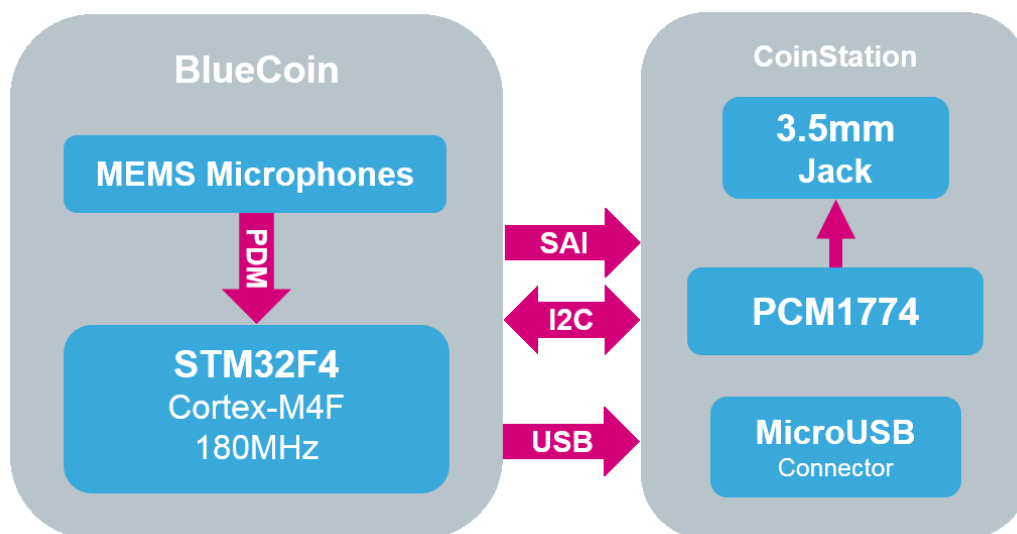 BlueCoin
MEMS Microphones
PDM
STM32F4
Cortex-M4F
180MHz
SAI
I2C
USB
CoinStation
3.5mm
Jack
PCM1774
MicroUSB
Connector